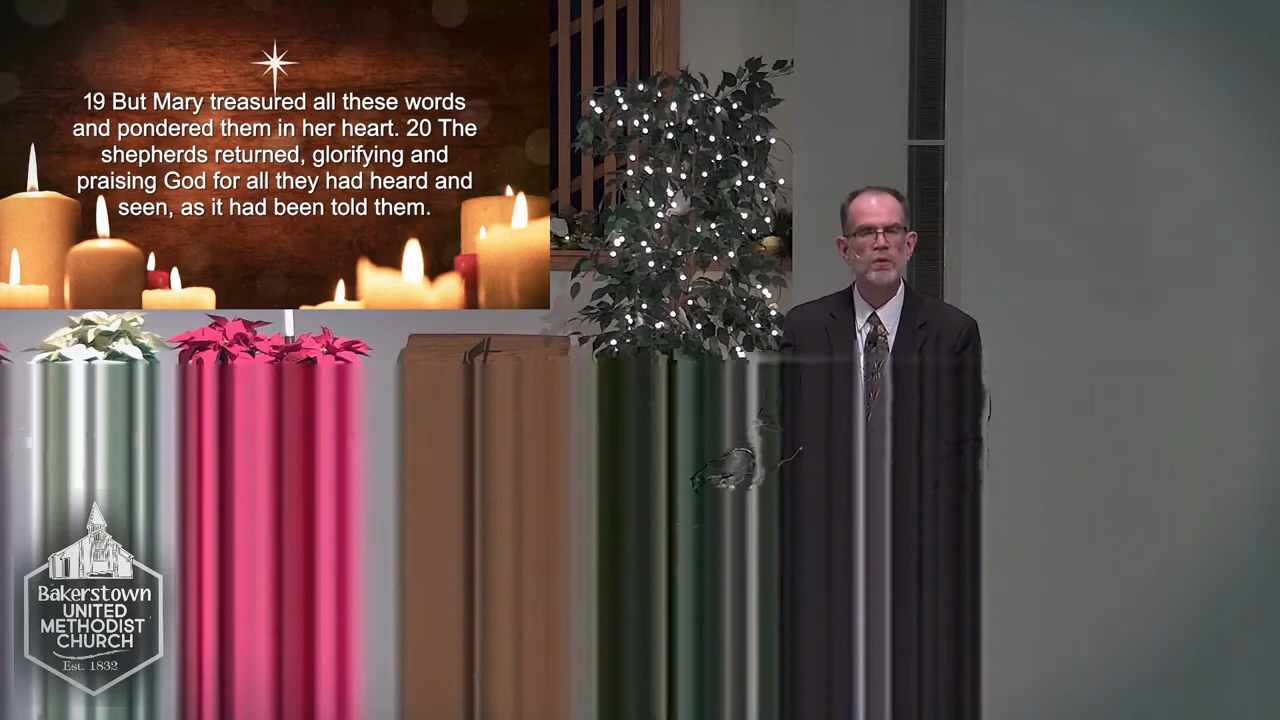 19 But Mary treasured all these words
and pondered them in her heart. 20 The
shepherds returned, glorifying and
praising God for all they had heard and
seen, as it had been told them.
Bakerstown
UNITED
METHODIST
CHURCH
Est. 1832